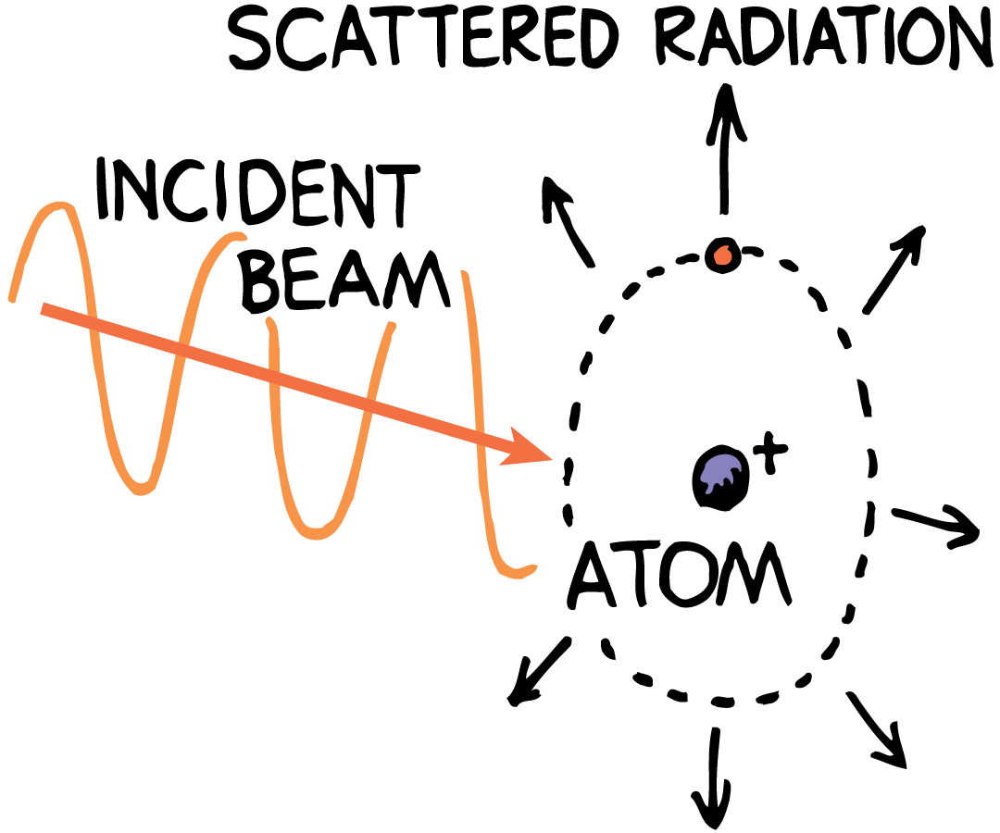 SCATTERED RADIATION
INCIDENT
BEAM
+
ATOM